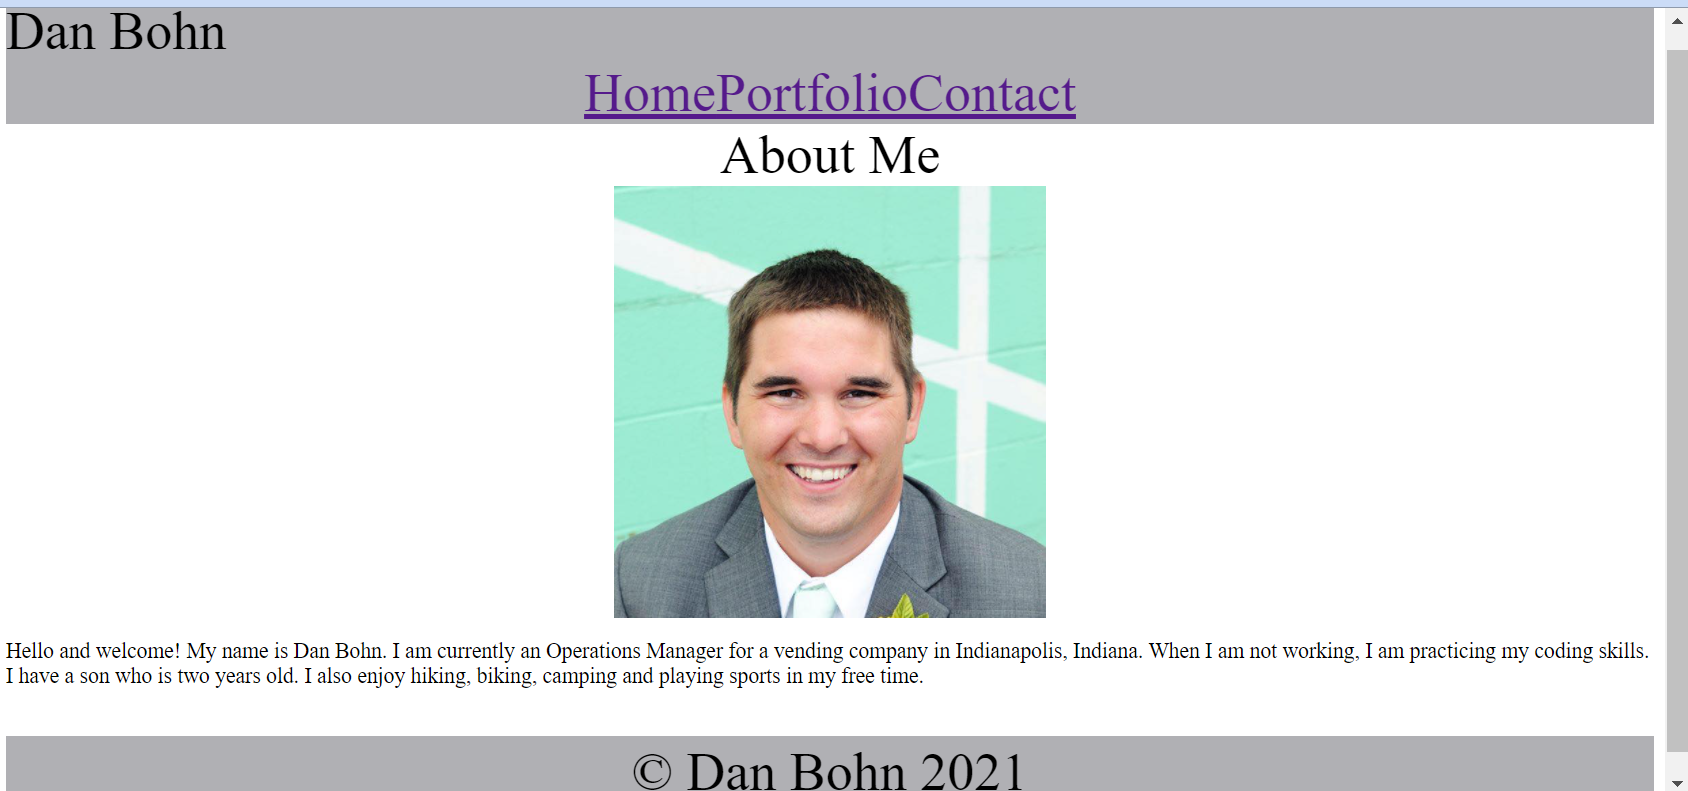 Dan Bohn
HomePortfolioContact
About Me
Hello and welcome! My name is Dan Bohn. I am currently an Operations Manager for a vending company in Indianapolis, Indiana. When I am not working, I am practicing my coding skills.
I have a son who is two years old. I also enjoy hiking, biking, camping and playing sports in my free time.
© Dan Bohn 2021